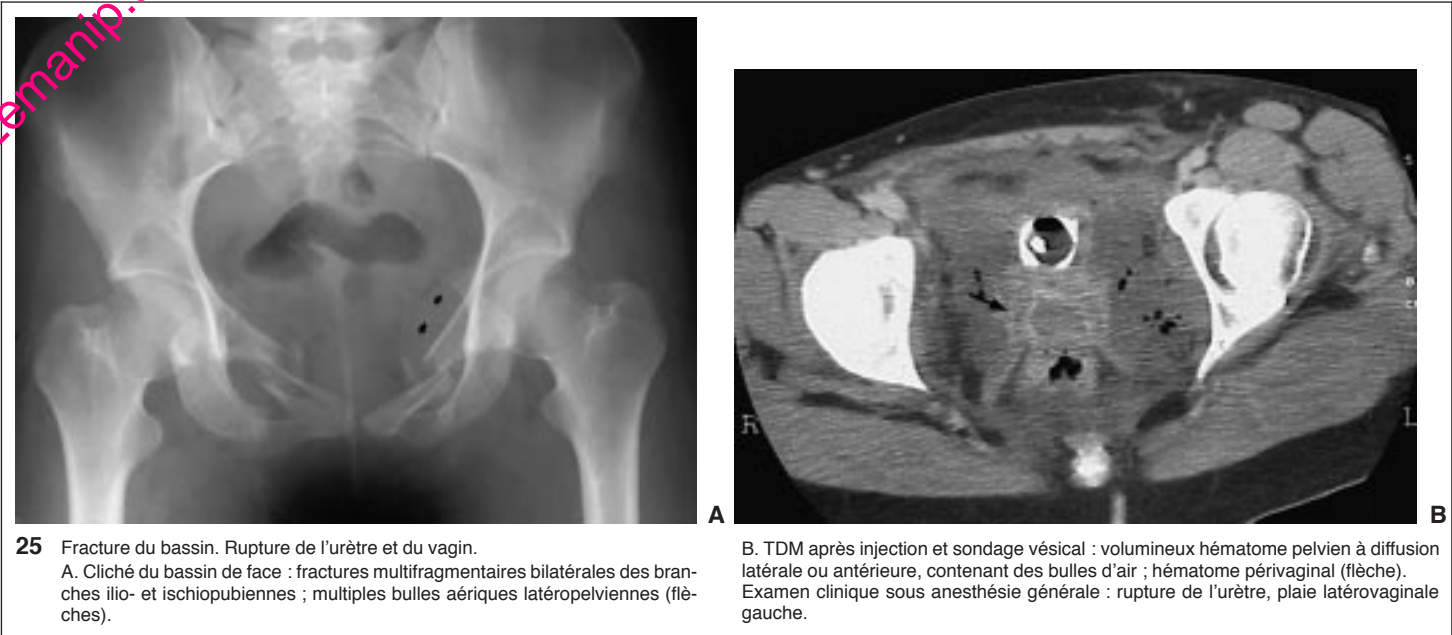 zemanip.
R
L
A
B
25 Fracture du bassin. Rupture de l'urètre et du vagin.
A. Cliché du bassin de face : fractures multifragmentaires bilatérales des bran-
ches ilio- et ischiopubiennes ; multiples bulles aériques latéropelviennes (flè-
ches).
B. TDM après injection et sondage vésical : volumineux hématome pelvien à diffusion
latérale ou antérieure, contenant des bulles d'air ; hématome périvaginal (flèche).
Examen clinique sous anesthésie générale : rupture de l'urètre, plaie latérovaginale
gauche.